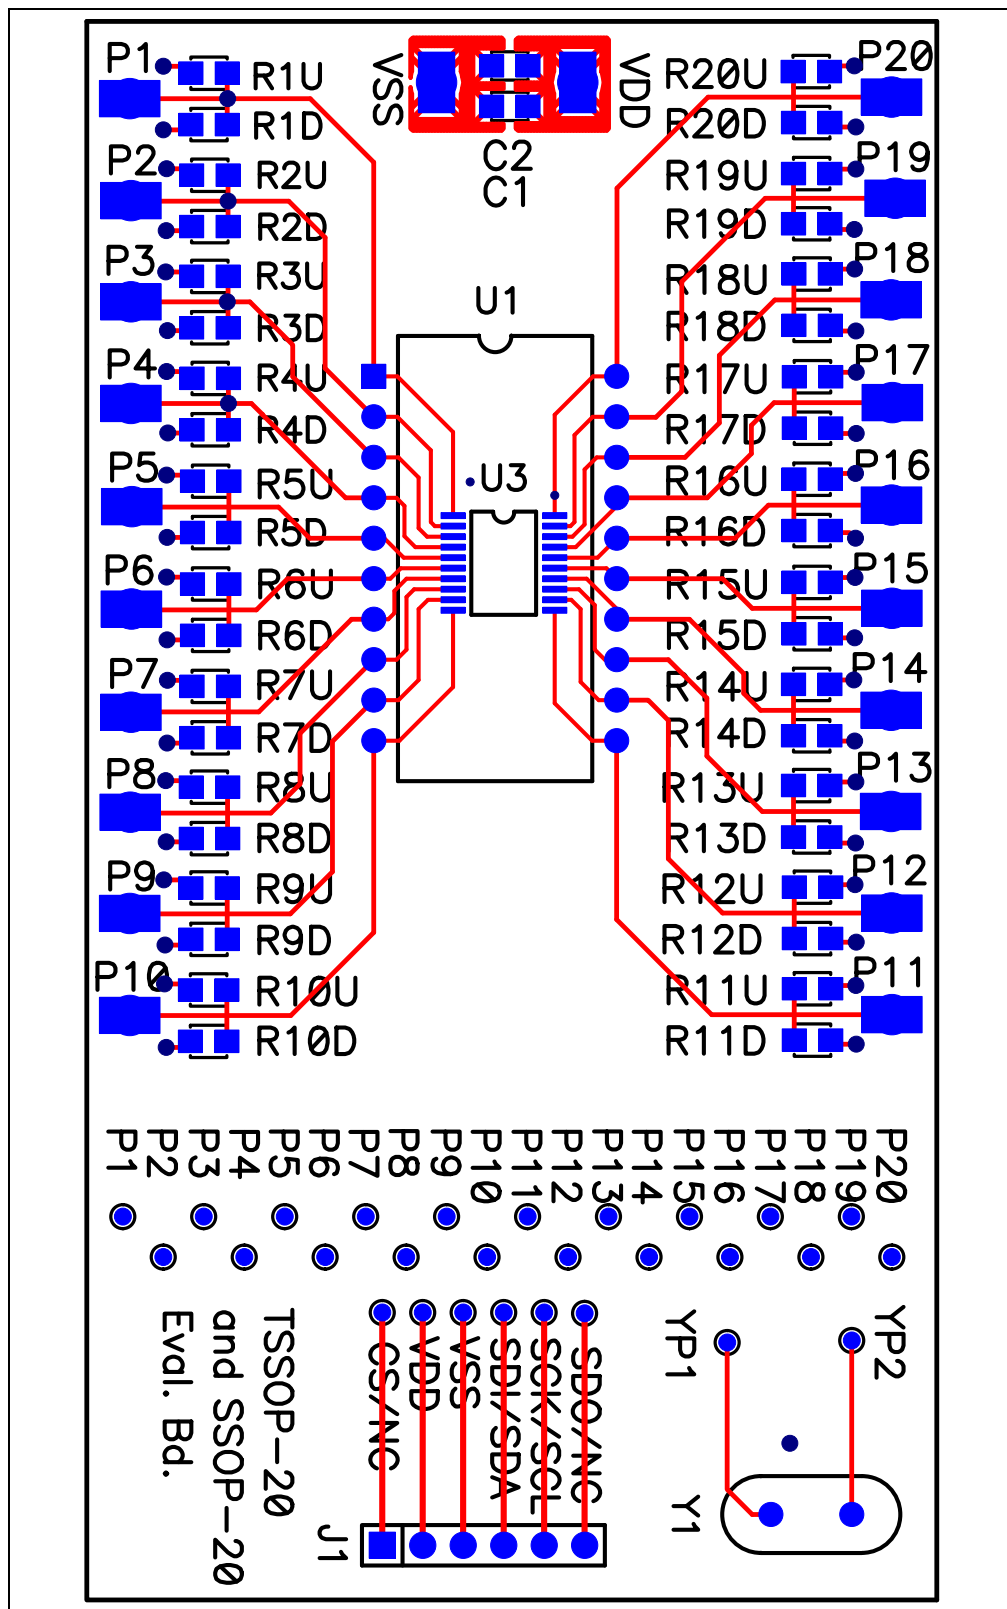 P1
R1U
R1D
P2
R2U
R2D
P3
R3U
R3D
P4
R4U
R4D
P5
R5U
R5D
P6
R6U
R6D
P7
R7U
R7D
P8
R8U
R8D
P9
R9U
R9D
P10
R10U
R10D
VSS
VDD
C2
C1
U1
U3
P20
R20U
R20D
P19
R19U
R19D
P18
R18U
R18D
P17
R17U
R17D
P16
R16U
R16D
P15
R15U
R15D
P14
R14U
R14D
P13
R13U
R13D
P12
R12U
R12D
P11
R11U
R11D
P1
P2
P3
P4
P5
P6
P7
P8
P9
P10
P11
P12
P13
P14
P15
P16
P17
P18
P19
P20
TSSOP-20
and SSOP-20
Eval. Bd.
CS/NC
VDD
VSS
SDI/SDA
SCK/SCL
SDO/NC
J1
YP1
YP2
Y1